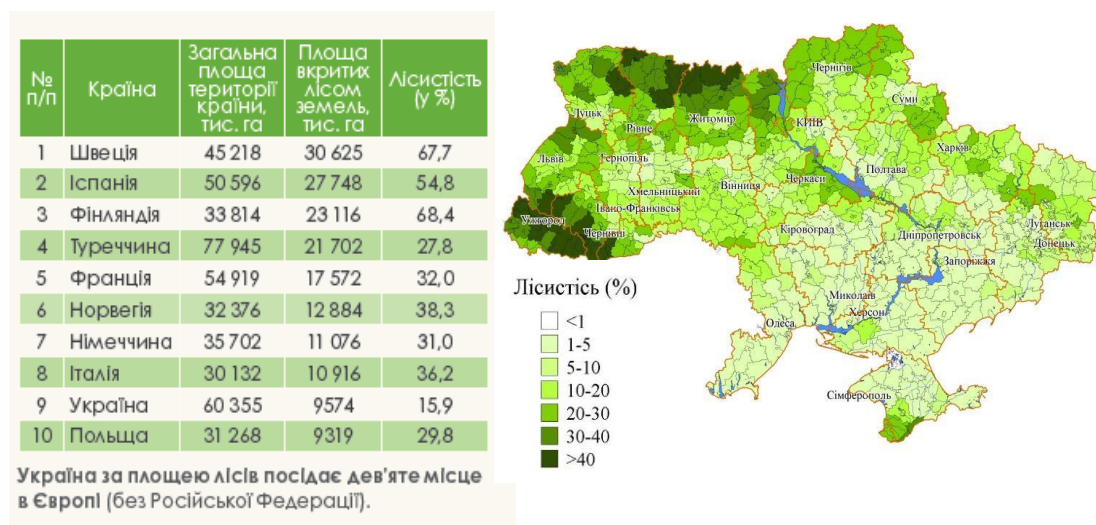 № п/п
Країна
Загальна площа території країни, тис. га
Площа вкритих лісом земель, тис. га
Лісистість (у %)
1 Швеція 45 218 30 625 67,7
2 Іспанія 50 596 27 748 54,8
3 Фінляндія 33 814 23 116 68,4
4 Туреччина 77 945 21 702 27,8
5 Франція 54 919 17 572 32,0
6 Норвегія 32 376 12 884 38,3
7 Німеччина 35 702 11 076 31,0
8 Італія 30 132 10 916 36,2
9 Україна 60 355 9574 15,9
10 Польща 31 268 9319 29,8
Україна за площею лісів посідає дев'яте місце
в Європі (без Російської Федерації).
Чернігів
Суми
Луцьк
Рівне
Житомир
КИЇВ
Харків
Львів
Тернопіль
Полтава
Хмельницький
Вінниця
Черкаси
Івано-Франківськ
Ужгород
Чернівці
Кіровоград
Дніпропетровськ
Луганськ
Донецьк
Запоріжжя
Миколаїв
Херсон
Одеса
Сімферополь
Лісистісь (%)
<1
1-5
5-10
10-20
20-30
30-40
>40